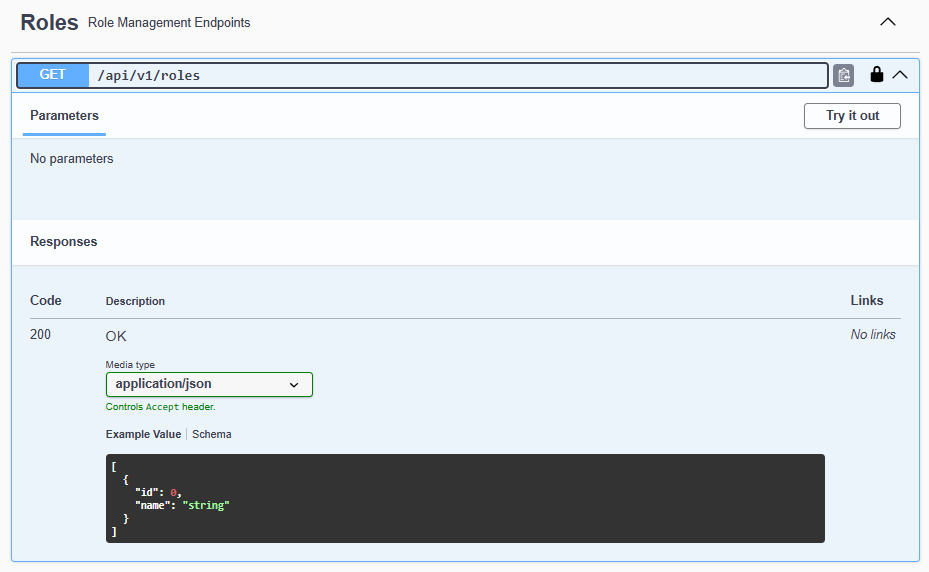 Roles Role Management Endpoints
GET /api/v1/roles
Parameters Try it out
No parameters
Responses
Code Description Links
200 OK No links
Media type
application/json
Controls Accept header.
Example Value Schema
[
  {
    "id": 0,
    "name": "string"
  }
]